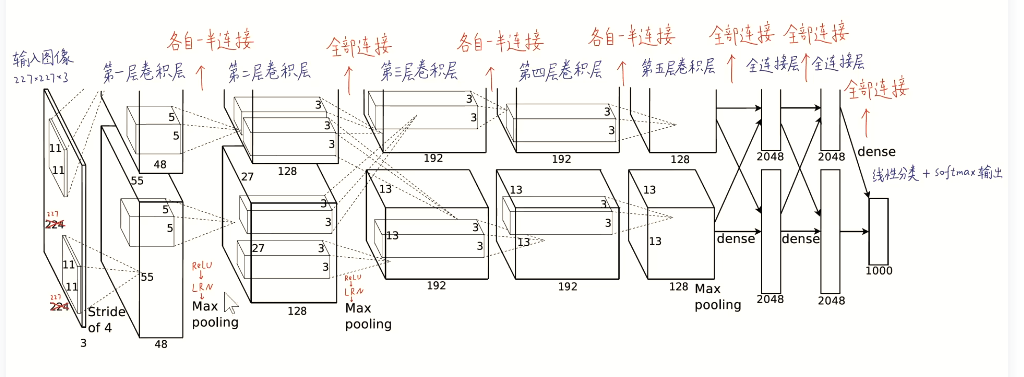 各自一半连接
全部连接
各自一半连接
各自一半连接
全部连接
全部连接
输入图像
227×227×3
第一层卷积层
第二层卷积层
第三层卷积层
第四层卷积层
第五层卷积层
全连接层
全连接层
全部连接
11
11
5
5
48
3
3
3
128
3
3
192
3
3
192
128
2048
2048
dense
线性分类 + softmax 输出
55
27
13
13
13
227
224
5
5
3
3
3
3
27
3
3
13
3
3
13
3
3
13
dense
dense
11
11
55
227
224
Stride
of 4
ReLU
LRN
Max
pooling
128
ReLU
LRN
Max
pooling
192
192
128
Max
pooling
2048
2048
1000
3
48